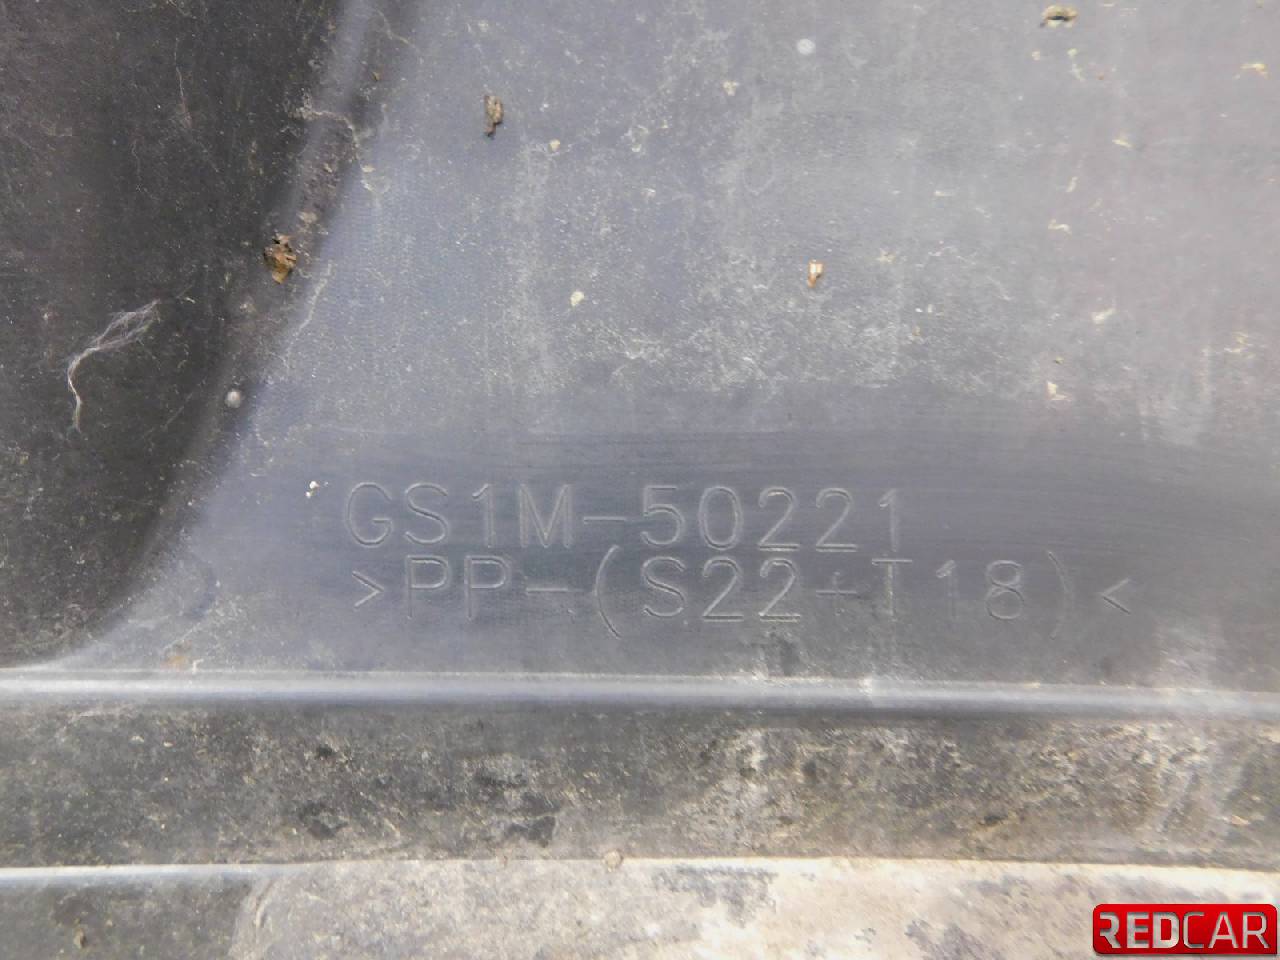 GS1M-50221
>PP-(S22+T18)<
REDCAR